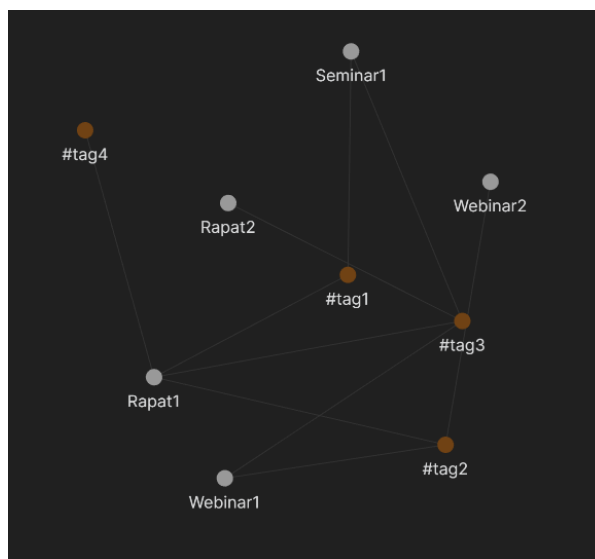 Seminar1
#tag4
Webinar2
Rapat2
#tag1
#tag3
Rapat1
#tag2
Webinar1